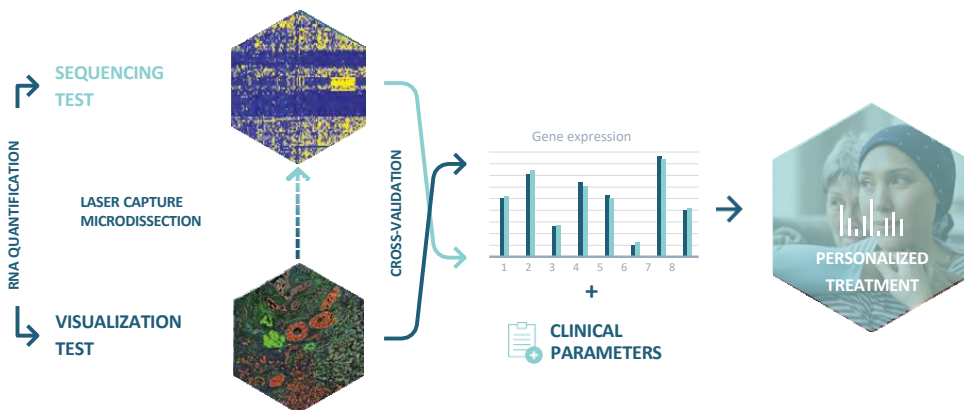 RNA QUANTIFICATION
SEQUENCING
TEST
LASER CAPTURE
MICRODISSECTION
VISUALIZATION
TEST
CROSS-VALIDATION
Gene expression
1 2 3 4 5 6 7 8
+
CLINICAL
PARAMETERS
PERSONALIZED
TREATMENT